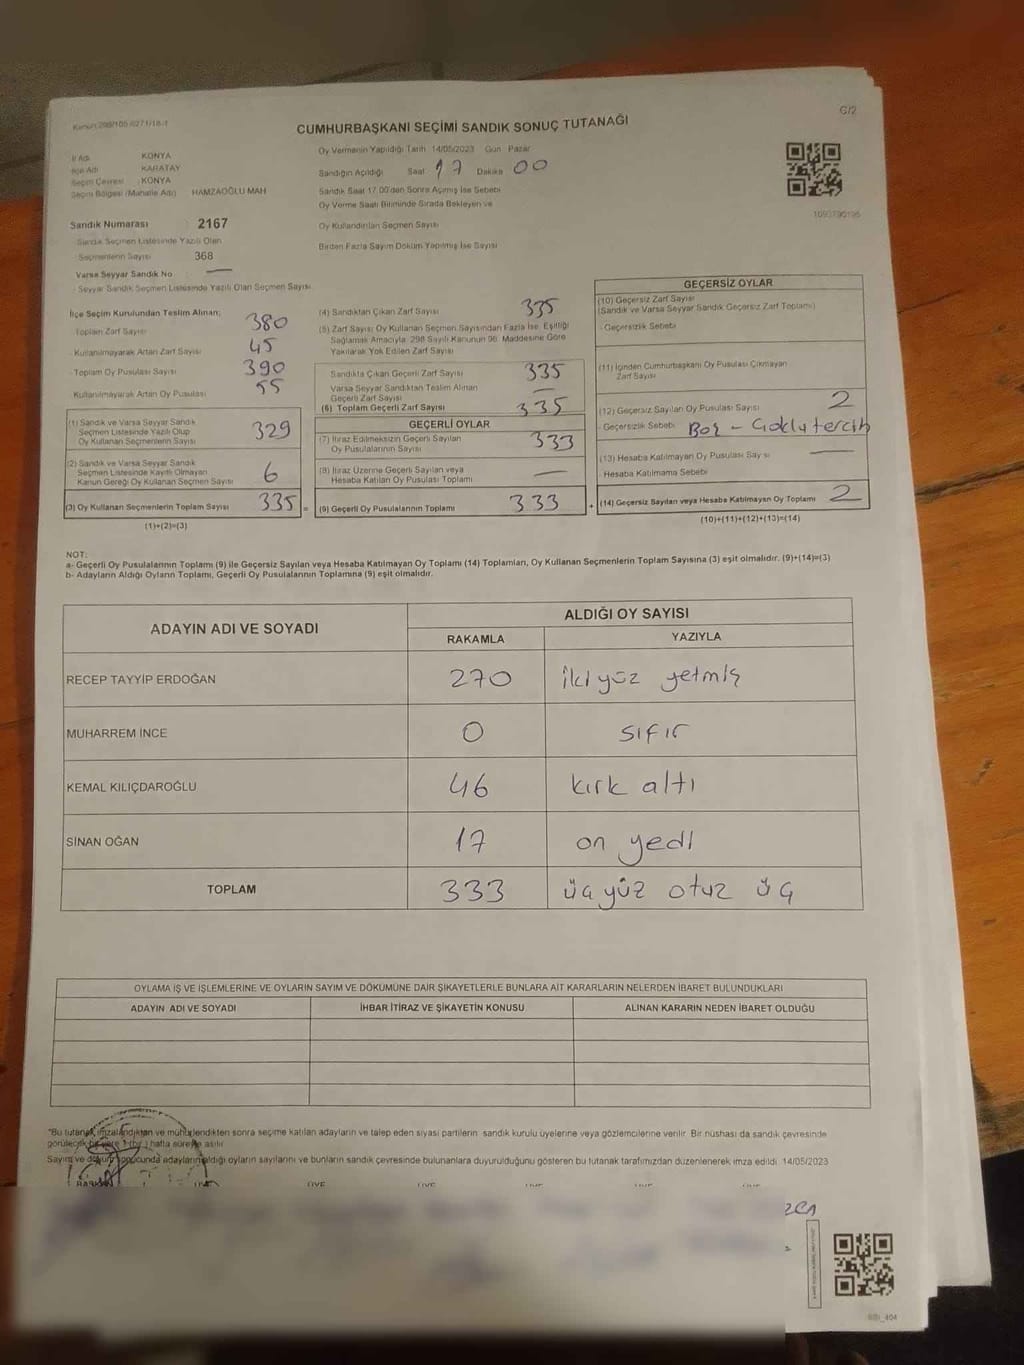 G/2
CUMHURBAŞKANI SEÇİMİ SANDIK SONUÇ TUTANAĞI
İl Adı KONYA
İlçe Adı KARATAY
Seçim Çevresi KONYA
Seçim Bölgesi (Mahalle Adı) HAMZAOĞLU MAH
Sandık Numarası 2167
Sandık Seçmen Listesinde Yazılı Olan
Seçmenlerin Sayısı 368
Varsa Seyyar Sandık No —
Seyyar Sandık Seçmen Listesinde Yazılı Olan Seçmen Sayısı
Oy Vermenin Yapıldığı Tarih 14/05/2023 Gün Pazar
Sandığın Açıldığı Saat 17 Dakika 00
Sandık Saat 17.00'den Sonra Açımış İse Sebebi
Oy Verme Saati Bitiminde Sırada Bekleyen ve
Oy Kullandırılan Seçmen Sayısı
Birden Fazla Sayım Döküm Yapılmış İse Sayısı
1093790196
İlçe Seçim Kurulundan Teslim Alınan;
Toplam Zarf Sayısı 380
Kullanılmayarak Artan Zarf Sayısı 45
Toplam Oy Pusulası Sayısı 390
Kullanılmayarak Artan Oy Pusulası 55
(1) Sandık ve Varsa Seyyar Sandık
Seçmen Listesinde Yazılı Olup
Oy Kullanan Seçmenlerin Sayısı 329
(2) Sandık ve Varsa Seyyar Sandık
Seçmen Listesinde Kayıtlı Olmayan
Kanun Gereği Oy Kullanan Seçmen Sayısı 6
(3) Oy Kullanan Seçmenlerin Toplam Sayısı 335 =
(1)+(2)=(3)
(4) Sandıktan Çıkan Zarf Sayısı 335
(5) Zarf Sayısı Oy Kullanan Seçmen Sayısından Fazla İse, Eşitliği
Sağlamak Amacıyla, 298 Sayılı Kanunun 98. Maddesine Göre
Yakılarak Yok Edilen Zarf Sayısı
Sandıkta Çıkan Geçerli Zarf Sayısı 335
Varsa Seyyar Sandıktan Teslim Alınan
Geçerli Zarf Sayısı —
(6) Toplam Geçerli Zarf Sayısı 335
GEÇERLİ OYLAR
(7) İtiraz Edilmeksizin Geçerli Sayılan
Oy Pusulalarının Sayısı 333
(8) İtiraz Üzerine Geçerli Sayılan veya
Hesaba Katılan Oy Pusulası Toplamı —
(9) Geçerli Oy Pusulalarının Toplamı 333 +
GEÇERSİZ OYLAR
(10) Geçersiz Zarf Sayısı
(Sandık ve Varsa Seyyar Sandık Geçersiz Zarf Toplamı)
Geçersizlik Sebebi
(11) İçinden Cumhurbaşkanı Oy Pusulası Çıkmayan
Zarf Sayısı
(12) Geçersiz Sayılan Oy Pusulası Sayısı 2
Geçersizlik Sebebi Boş - Çoklu tercih
(13) Hesaba Katılmayan Oy Pusulası Sayısı —
Hesaba Katılmama Sebebi
(14) Geçersiz Sayılan veya Hesaba Katılmayan Oy Toplamı 2
(10)+(11)+(12)+(13)=(14)
NOT:
a- Geçerli Oy Pusulalarının Toplamı (9) ile Geçersiz Sayılan veya Hesaba Katılmayan Oy Toplamı (14) Toplamları, Oy Kullanan Seçmenlerin Toplam Sayısına (3) eşit olmalıdır. (9)+(14)=(3)
b- Adayların Aldığı Oyların Toplamı, Geçerli Oy Pusulalarının Toplamına (9) eşit olmalıdır.
ADAYIN ADI VE SOYADI ALDIĞI OY SAYISI
RAKAMLA YAZIYLA
RECEP TAYYİP ERDOĞAN 270 iki yüz yetmiş
MUHARREM İNCE 0 sıfır
KEMAL KILIÇDAROĞLU 46 kırk altı
SİNAN OĞAN 17 on yedi
TOPLAM 333 üç yüz otuz üç
OYLAMA İŞ VE İŞLEMLERİNE VE OYLARIN SAYIM VE DÖKÜMÜNE DAİR ŞİKAYETLERLE BUNLARA AİT KARARLARIN NELERDEN İBARET BULUNDUKLARI
ADAYIN ADI VE SOYADI İHBAR İTİRAZ VE ŞİKAYETİN KONUSU ALINAN KARARIN NEDEN İBARET OLDUĞU
"Bu tutanak imzalandıktan ve mühürlendikten sonra seçime katılan adayların ve talep eden siyasi partilerin sandık kurulu üyelerine veya gözlemcilerine verilir. Bir nüshası da sandık çevresinde
görülecek bir yere 1 (bir) hafta süreyle asılır.
Sayım ve döküm sonucunda adayların aldığı oyların sayılarını ve bunların sandık çevresinde bulunanlara duyurulduğunu gösteren bu tutanak tarafımızdan düzenlenerek imza edildi. 14/05/2023
BAŞKAN ÜYE ÜYE ÜYE ÜYE ÜYE